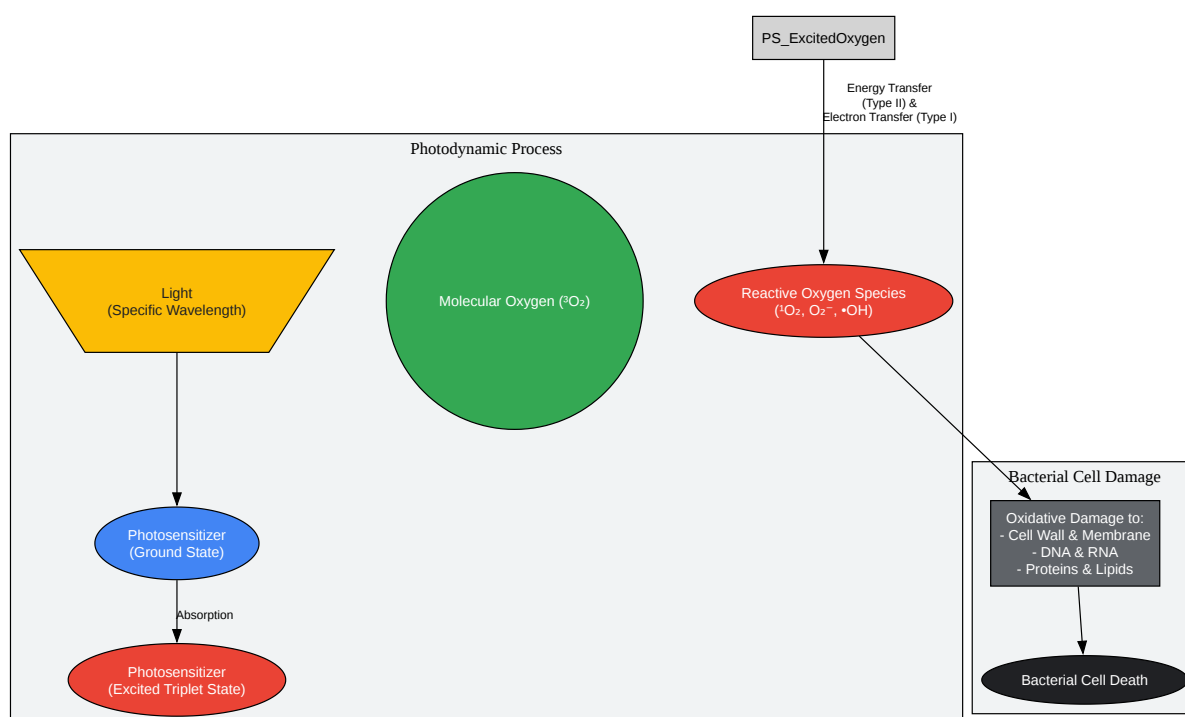 PS_ExcitedOxygen
Energy Transfer
(Type II) &
Electron Transfer (Type I)
Photodynamic Process
Light
(Specific Wavelength)
Molecular Oxygen (³O₂)
Reactive Oxygen Species
(¹O₂, O₂⁻, •OH)
Photosensitizer
(Ground State)
Absorption
Photosensitizer
(Excited Triplet State)
Bacterial Cell Damage
Oxidative Damage to:
- Cell Wall & Membrane
- DNA & RNA
- Proteins & Lipids
Bacterial Cell Death